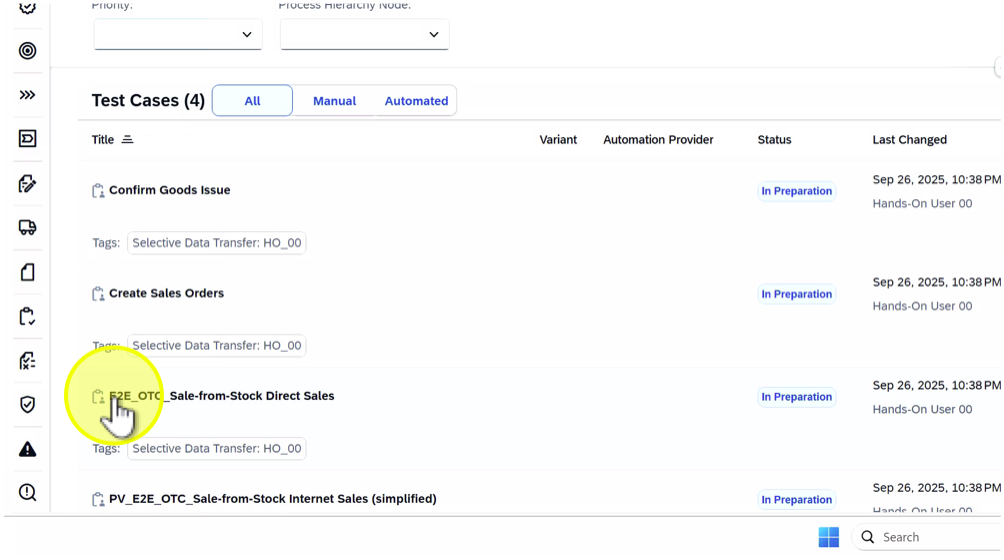 Priority:
Process Hierarchy Node:
Test Cases (4)
All
Manual
Automated
Title
Variant
Automation Provider
Status
Last Changed
Confirm Goods Issue
In Preparation
Sep 26, 2025, 10:38 PM
Hands-On User 00
Tags: Selective Data Transfer: HO_00
Create Sales Orders
In Preparation
Sep 26, 2025, 10:38 PM
Hands-On User 00
Tags: Selective Data Transfer: HO_00
E2E_OTC_Sale-from-Stock Direct Sales
In Preparation
Sep 26, 2025, 10:38 PM
Hands-On User 00
Tags: Selective Data Transfer: HO_00
PV_E2E_OTC_Sale-from-Stock Internet Sales (simplified)
In Preparation
Sep 26, 2025, 10:38 PM
Hands-On User 00
Search